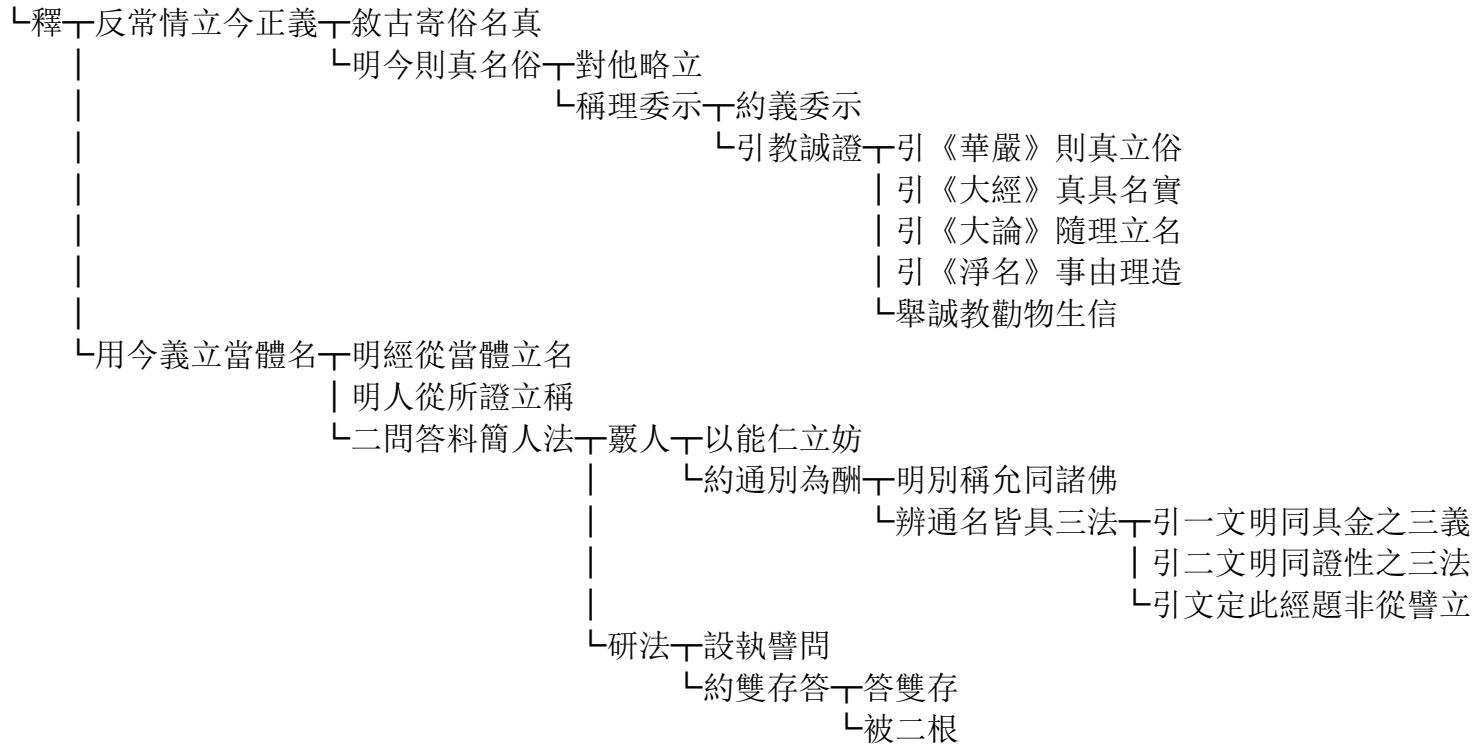 └釋┬反常情立今正義┬敘古寄俗名真
│└明今則真名俗┬對他略立
│└稱理委示┬約義委示
│└引教誠證┬引《華嚴》則真立俗
││引《大經》真具名實
││引《大論》隨理立名
││引《淨名》事由理造
│└舉誠教勸物生信
└用今義立當體名┬明經從當體立名
│明人從所證立稱
└二問答料簡人法┬覈人┬以能仁立妨
│└約通別為酬┬明別稱允同諸佛
│└辨通名皆具三法┬引一文明同具金之三義
││引二文明同證性之三法
│└引文定此經題非從譬立
└研法┬設執譬問
└約雙存答┬答雙存
└被二根